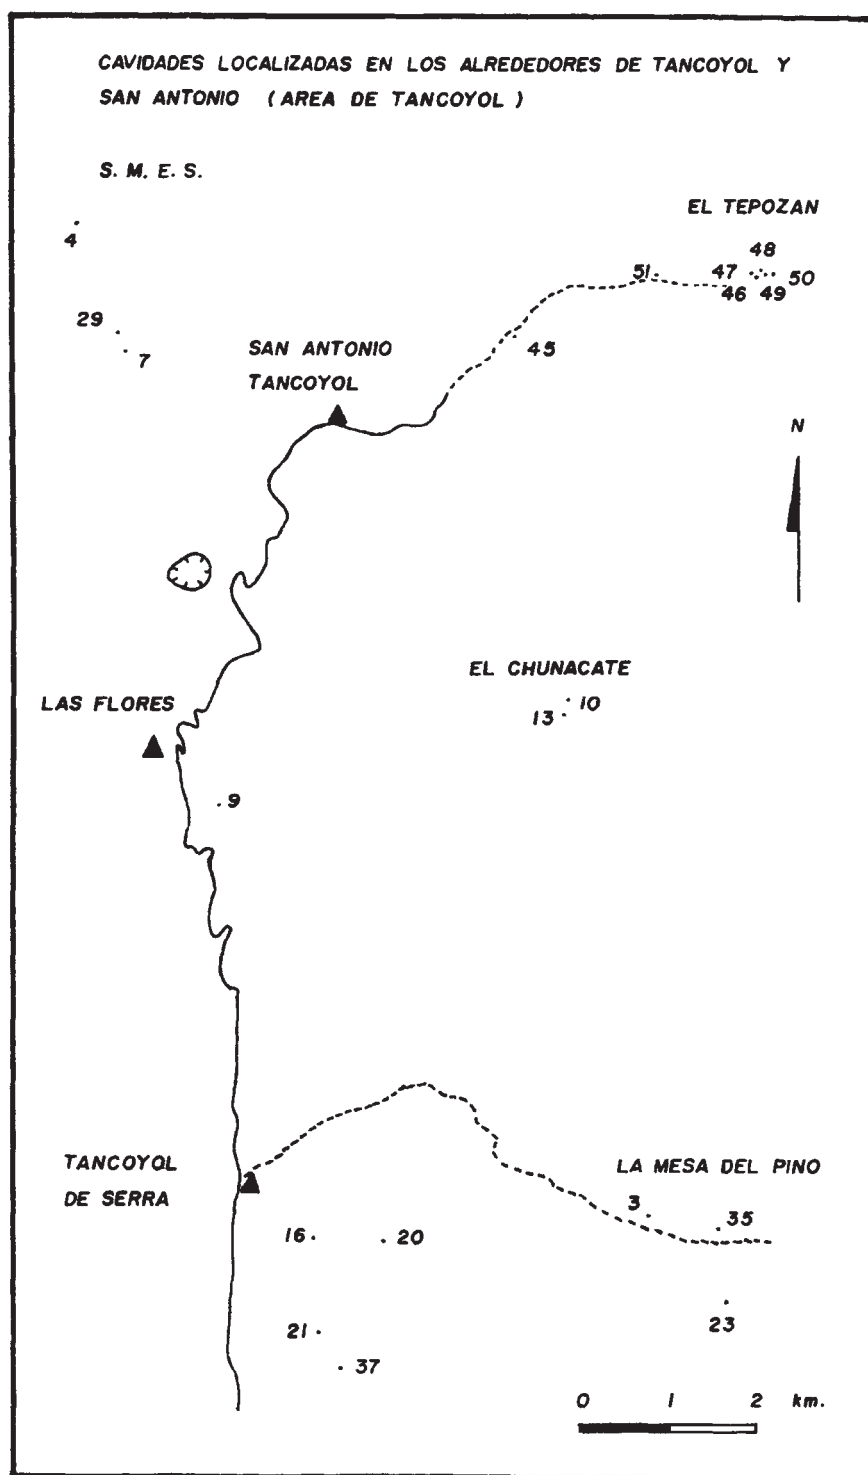 CAVIDADES LOCALIZADAS EN LOS ALREDEDORES DE TANCOYOL Y
SAN ANTONIO (AREA DE TANCOYOL)
S. M. E. S.
EL TEPOZAN
4
48
51
47
50
46
49
29
7
SAN ANTONIO
TANCOYOL
45
N
EL CHUNACATE
LAS FLORES
10
13
9
TANCOYOL
DE SERRA
LA MESA DEL PINO
3
35
16
20
23
21
37
0 1 2 km.